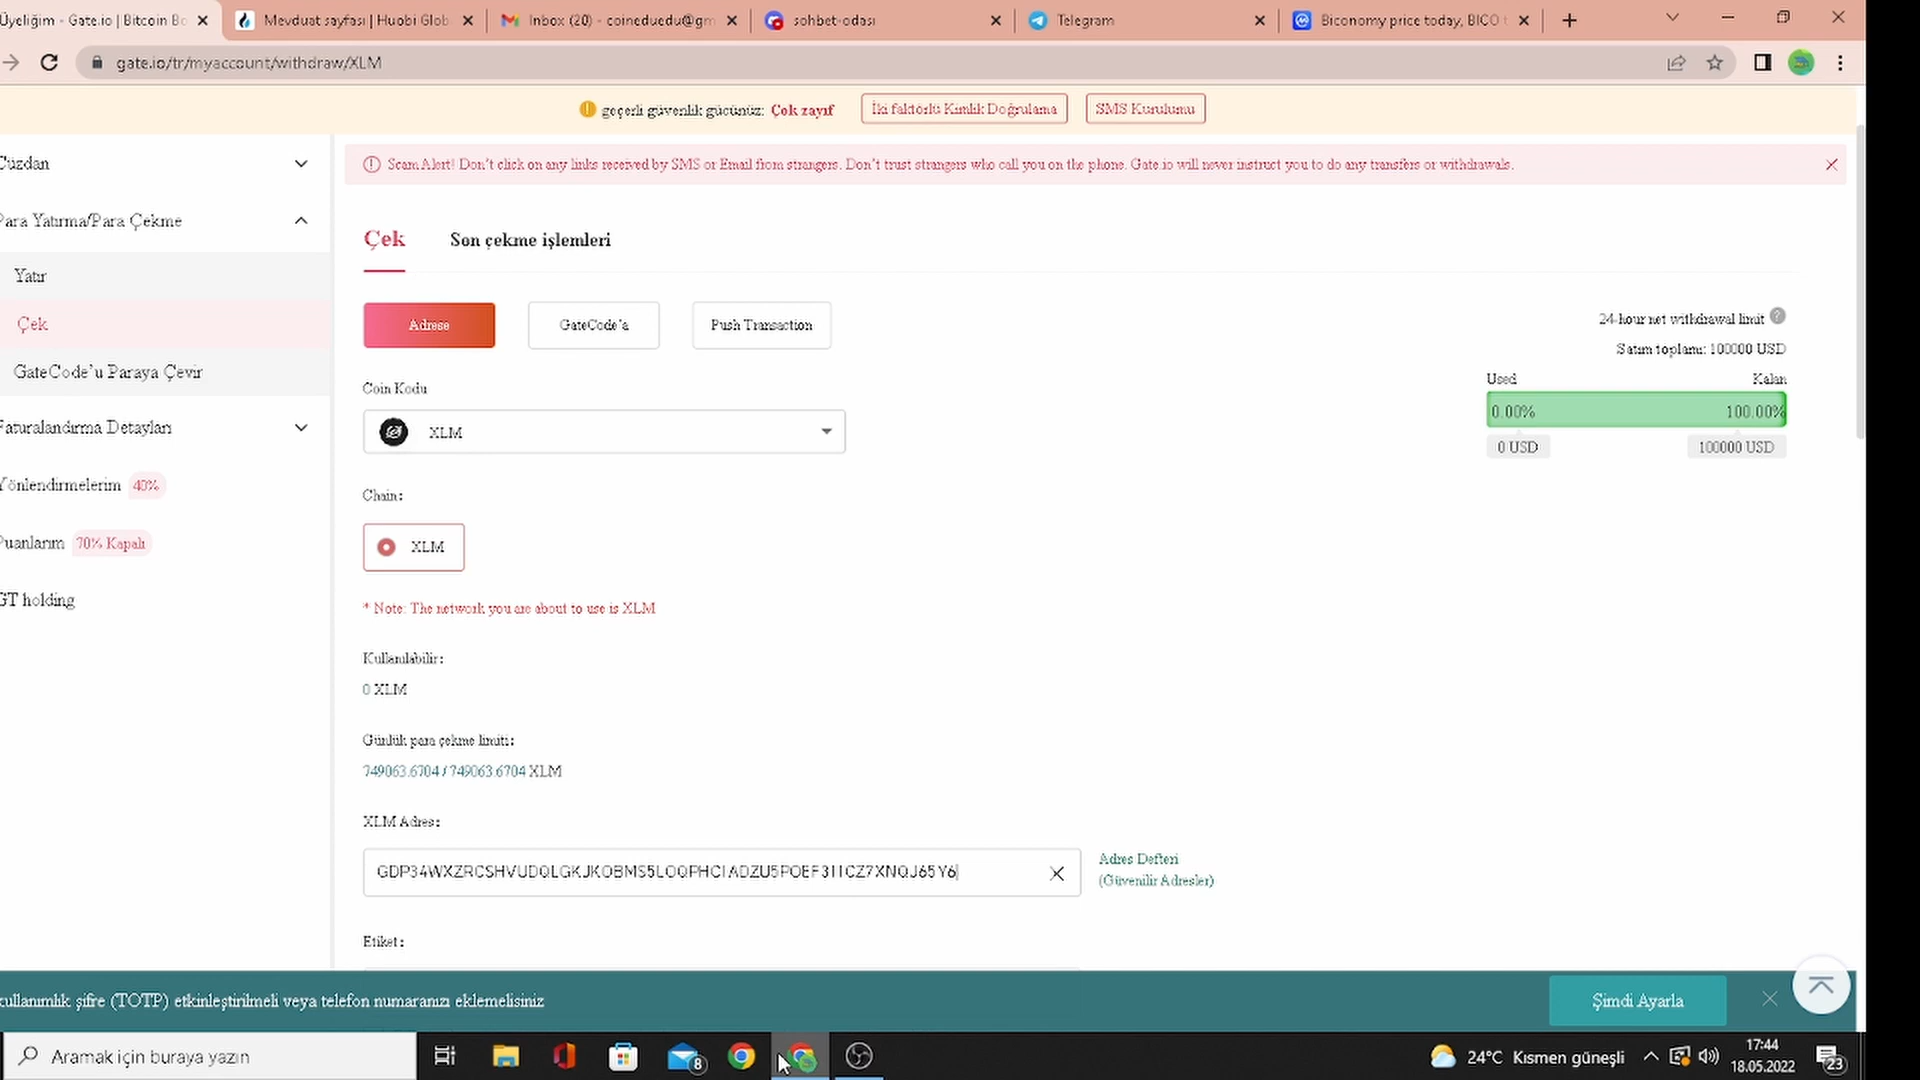 Üyeliğim - Gate.io | Bitcoin Bo
Mevduat sayfası | Huobi Glob
Inbox (20) - coineduedu@gm
sohbet-odası
Telegram
Biconomy price today, BICO t
gate.io/tr/myaccount/withdraw/XLM
geçerli güvenlik gücünüz: Çok zayıf
İki faktörlü Kimlik Doğrulama
SMS Kurulumu
Cüzdan
Para Yatırma/Para Çekme
Yatır
Çek
GateCode'u Paraya Çevir
Faturalandırma Detayları
Yönlendirmelerim 40%
Puanlarım 70% Kapalı
GT holding
Scam Alert! Don't click on any links received by SMS or Email from strangers. Don't trust strangers who call you on the phone. Gate.io will never instruct you to do any transfers or withdrawals.
Çek
Son çekme işlemleri
Adrese
GateCode'a
Push Transaction
24-hour net withdrawal limit
Satım toplamı: 100000 USD
Used
Kalan
0.00%
100.00%
0 USD
100000 USD
Coin Kodu
XLM
Chain:
XLM
* Note: The network you are about to use is XLM
Kullanılabilir:
0 XLM
Günlük para çekme limiti:
749063.6704 / 749063.6704 XLM
XLM Adres:
Adres Defteri
(Güvenilir Adresler)
Etiket:
kullanımlık şifre (TOTP) etkinleştirilmeli veya telefon numaranızı eklemelisiniz
Şimdi Ayarla
Aramak için buraya yazın
8
24°C Kısmen güneşli
17:44
18.05.2022
23